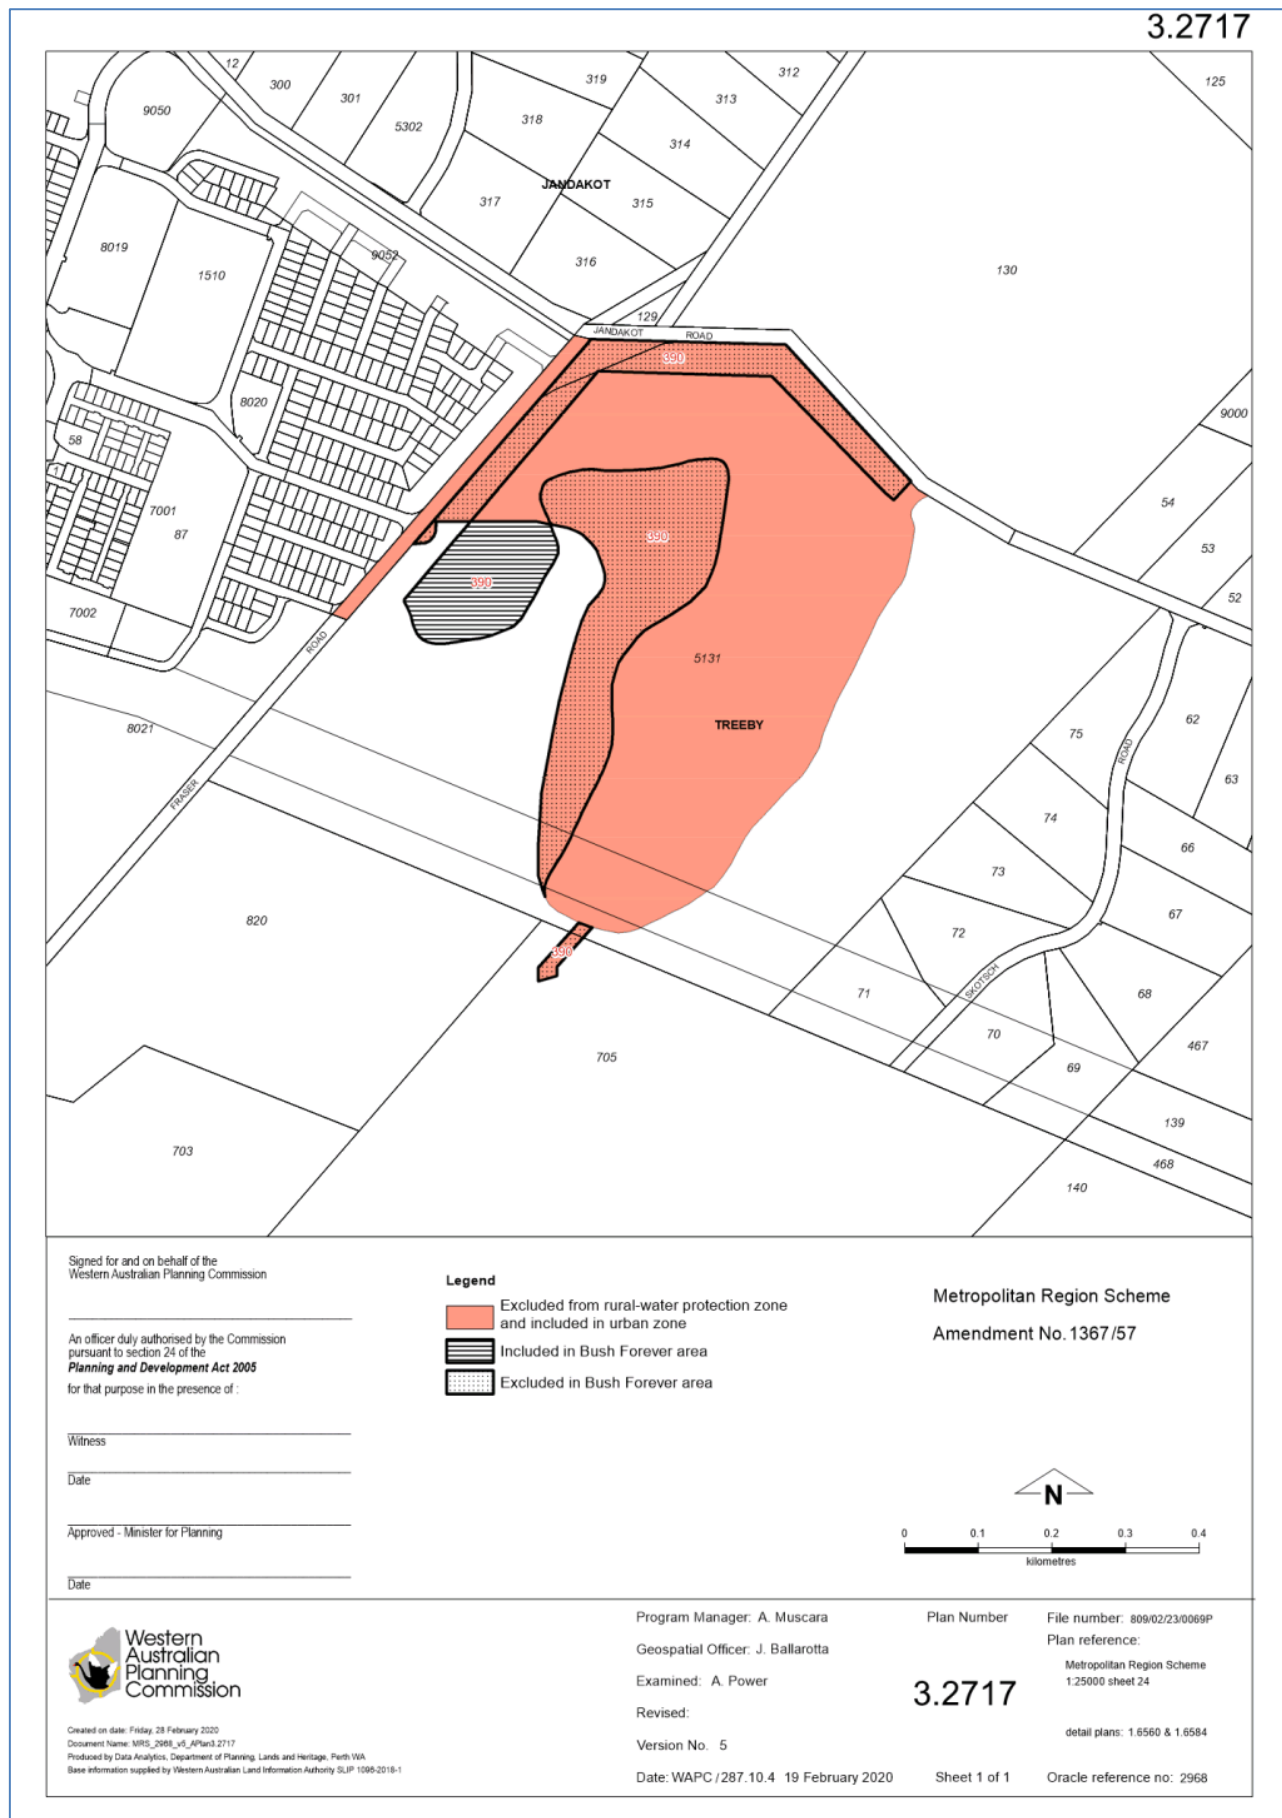 3.2717
12
300
301
5302
9050
319
318
317
312
313
314
315
316
125
JANDAKOT
8019
1510
9052
130
129
JANDAKOT ROAD
390
8020
58
7001
87
7002
9000
54
53
52
390
390
5131
TREEBY
ROAD
FRASER
8021
75
74
73
72
71
70
69
62
63
66
67
68
ROAD
SKOTSCH
467
139
468
140
820
390
705
703
Signed for and on behalf of the
Western Australian Planning Commission
An officer duly authorised by the Commission
pursuant to section 24 of the
Planning and Development Act 2005
for that purpose in the presence of :
Witness
Date
Approved - Minister for Planning
Date
Legend
Excluded from rural-water protection zone
and included in urban zone
Included in Bush Forever area
Excluded in Bush Forever area
Metropolitan Region Scheme
Amendment No. 1367/57
N
0 0.1 0.2 0.3 0.4
kilometres
Western
Australian
Planning
Commission
Created on date: Friday, 28 February 2020
Document Name: MRS_2968_v5_APlan3.2717
Produced by Data Analytics, Department of Planning, Lands and Heritage, Perth WA
Base information supplied by Western Australian Land Information Authority SLIP 1096-2018-1
Program Manager: A. Muscara
Geospatial Officer: J. Ballarotta
Examined: A. Power
Revised:
Version No. 5
Date: WAPC / 287.10.4 19 February 2020
Plan Number
3.2717
Sheet 1 of 1
File number: 809/02/23/0069P
Plan reference:
Metropolitan Region Scheme
1:25000 sheet 24
detail plans: 1.6560 & 1.6584
Oracle reference no: 2968